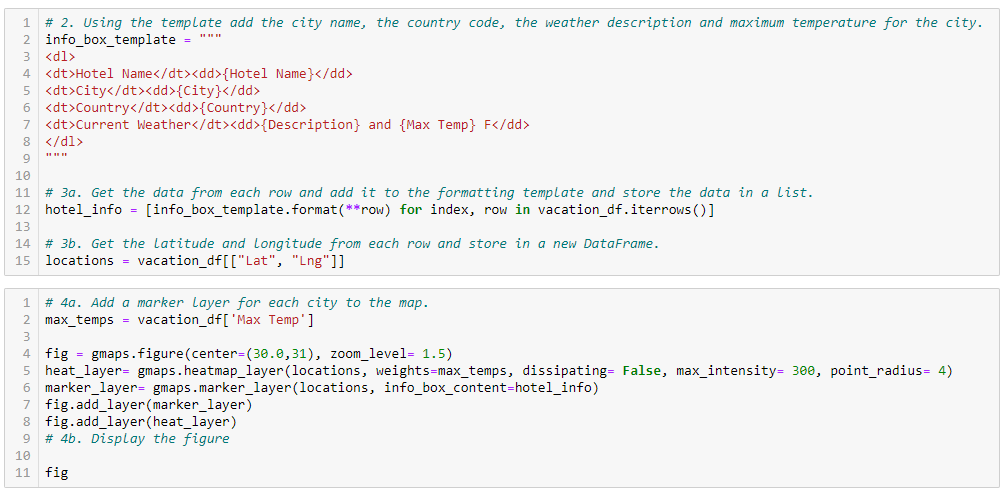 1 # 2. Using the template add the city name, the country code, the weather description and maximum temperature for the city.
2 info_box_template = """
3 <dl>
4 <dt>Hotel Name</dt><dd>{Hotel Name}</dd>
5 <dt>City</dt><dd>{City}</dd>
6 <dt>Country</dt><dd>{Country}</dd>
7 <dt>Current Weather</dt><dd>{Description} and {Max Temp} F</dd>
8 </dl>
9 """
10
11 # 3a. Get the data from each row and add it to the formatting template and store the data in a list.
12 hotel_info = [info_box_template.format(**row) for index, row in vacation_df.iterrows()]
13
14 # 3b. Get the latitude and longitude from each row and store in a new DataFrame.
15 locations = vacation_df[["Lat", "Lng"]]
1 # 4a. Add a marker layer for each city to the map.
2 max_temps = vacation_df['Max Temp']
3
4 fig = gmaps.figure(center=(30.0,31), zoom_level= 1.5)
5 heat_layer= gmaps.heatmap_layer(locations, weights=max_temps, dissipating= False, max_intensity= 300, point_radius= 4)
6 marker_layer= gmaps.marker_layer(locations, info_box_content=hotel_info)
7 fig.add_layer(marker_layer)
8 fig.add_layer(heat_layer)
9 # 4b. Display the figure
10
11 fig